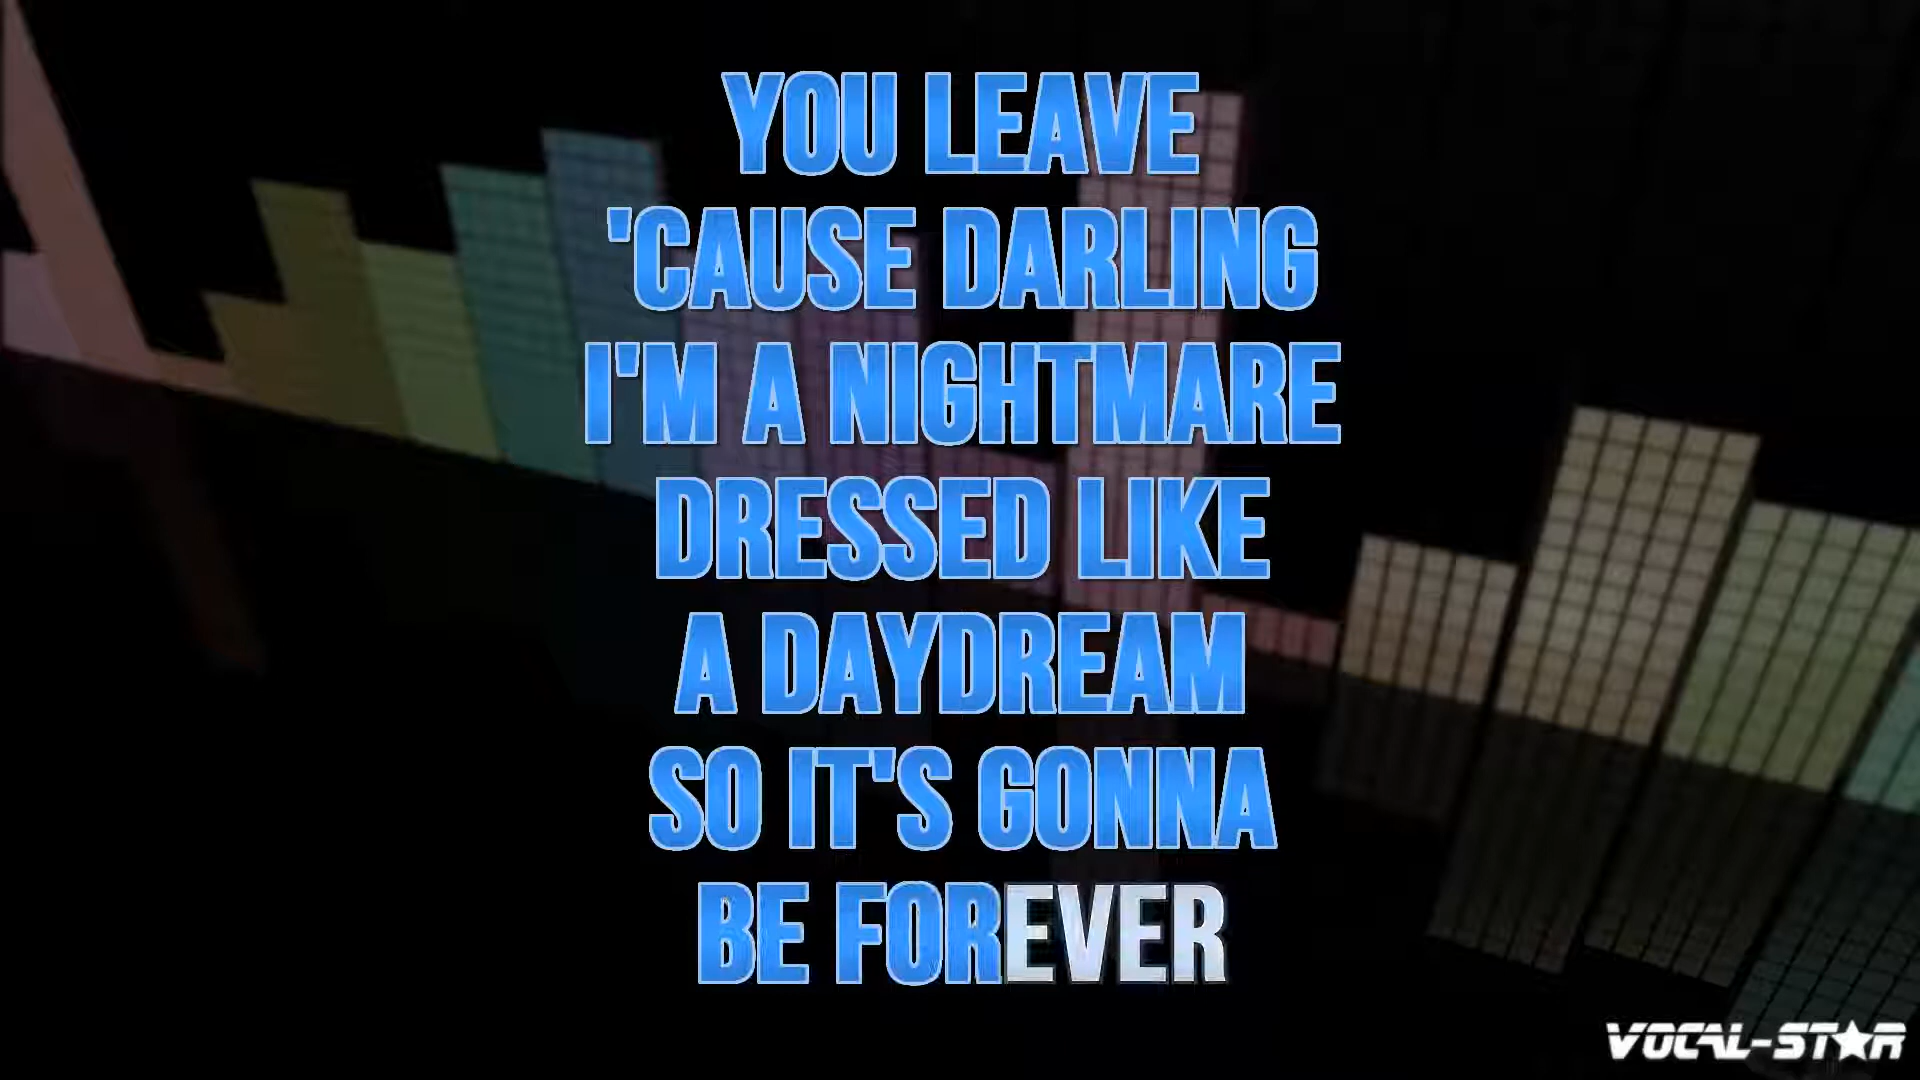 YOU LEAVE
'CAUSE DARLING
I'M A NIGHTMARE
DRESSED LIKE
A DAYDREAM
SO IT'S GONNA
BE FOREVER
VOCAL-STAR